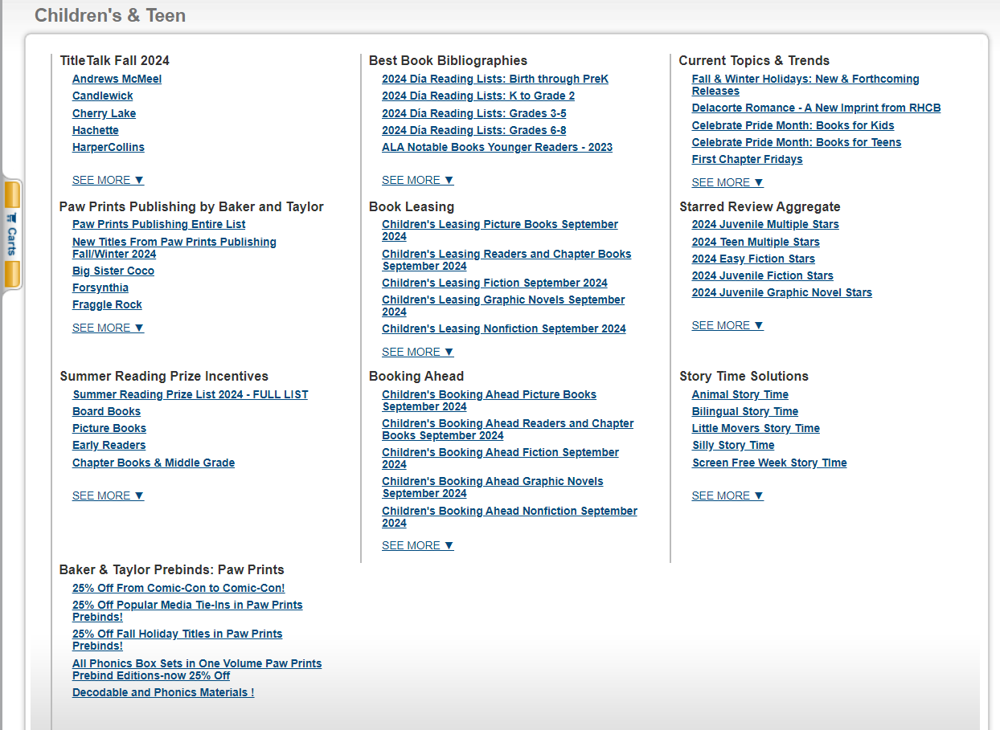 Children's & Teen
TitleTalk Fall 2024
Andrews McMeel
Candlewick
Cherry Lake
Hachette
HarperCollins
SEE MORE ▼
Best Book Bibliographies
2024 Día Reading Lists: Birth through PreK
2024 Día Reading Lists: K to Grade 2
2024 Día Reading Lists: Grades 3-5
2024 Día Reading Lists: Grades 6-8
ALA Notable Books Younger Readers - 2023
SEE MORE ▼
Current Topics & Trends
Fall & Winter Holidays: New & Forthcoming
Releases
Delacorte Romance - A New Imprint from RHCB
Celebrate Pride Month: Books for Kids
Celebrate Pride Month: Books for Teens
First Chapter Fridays
SEE MORE ▼
Carts
Paw Prints Publishing by Baker and Taylor
Paw Prints Publishing Entire List
New Titles From Paw Prints Publishing
Fall/Winter 2024
Big Sister Coco
Forsynthia
Fraggle Rock
SEE MORE ▼
Book Leasing
Children's Leasing Picture Books September
2024
Children's Leasing Readers and Chapter Books
September 2024
Children's Leasing Fiction September 2024
Children's Leasing Graphic Novels September
2024
Children's Leasing Nonfiction September 2024
SEE MORE ▼
Starred Review Aggregate
2024 Juvenile Multiple Stars
2024 Teen Multiple Stars
2024 Easy Fiction Stars
2024 Juvenile Fiction Stars
2024 Juvenile Graphic Novel Stars
SEE MORE ▼
Summer Reading Prize Incentives
Summer Reading Prize List 2024 - FULL LIST
Board Books
Picture Books
Early Readers
Chapter Books & Middle Grade
SEE MORE ▼
Booking Ahead
Children's Booking Ahead Picture Books
September 2024
Children's Booking Ahead Readers and Chapter
Books September 2024
Children's Booking Ahead Fiction September
2024
Children's Booking Ahead Graphic Novels
September 2024
Children's Booking Ahead Nonfiction September
2024
SEE MORE ▼
Story Time Solutions
Animal Story Time
Bilingual Story Time
Little Movers Story Time
Silly Story Time
Screen Free Week Story TIme
SEE MORE ▼
Baker & Taylor Prebinds: Paw Prints
25% Off From Comic-Con to Comic-Con!
25% Off Popular Media Tie-Ins in Paw Prints
Prebinds!
25% Off Fall Holiday Titles in Paw Prints
Prebinds!
All Phonics Box Sets in One Volume Paw Prints
Prebind Editions-now 25% Off
Decodable and Phonics Materials !